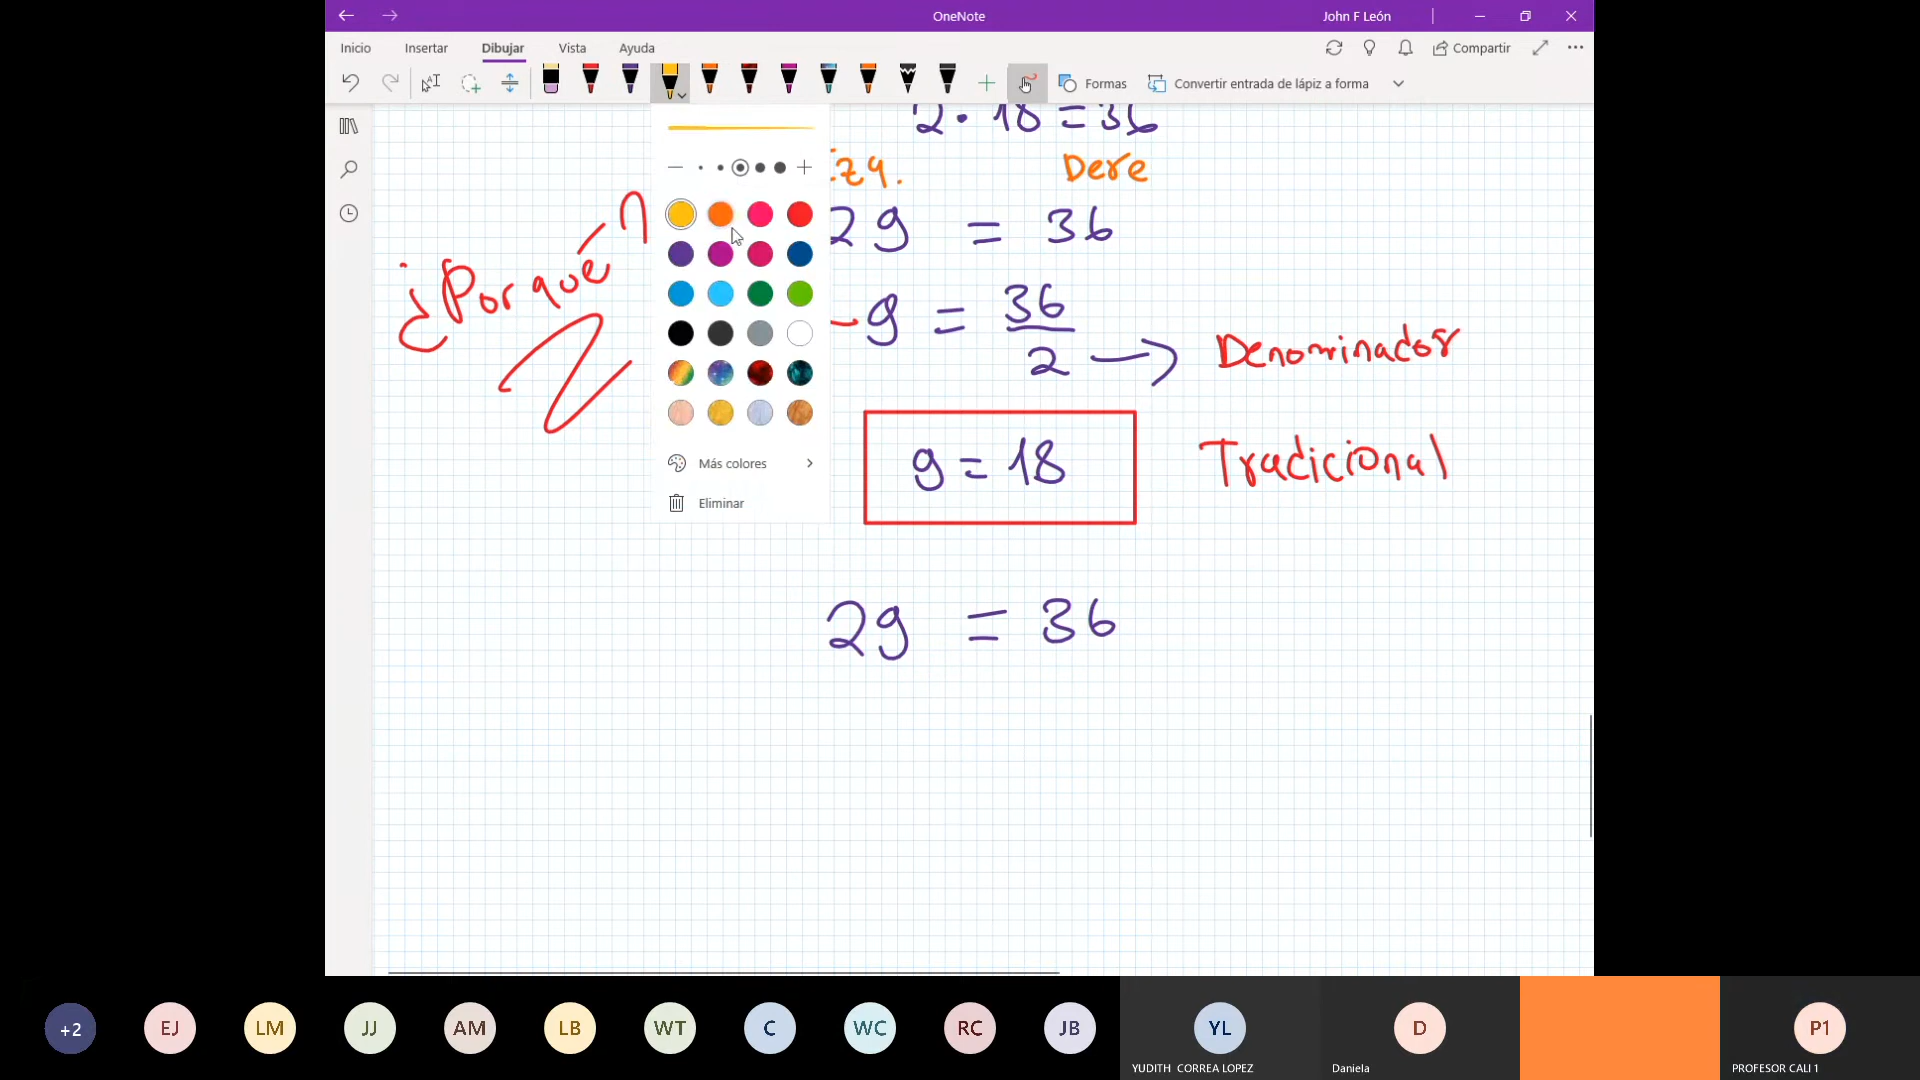 OneNote
John F León
Inicio Insertar Dibujar Vista Ayuda
Compartir
Formas
Convertir entrada de lápiz a forma
2 · 18 = 36
Izq. Dere
¿Por qué
2g = 36
g = 36/2 → Denominador
g = 18 Tradicional
Más colores
Eliminar
2g = 36
+2 EJ LM JJ AM LB WT C WC RC JB YL D P1
YUDITH CORREA LOPEZ Daniela PROFESOR CALI 1